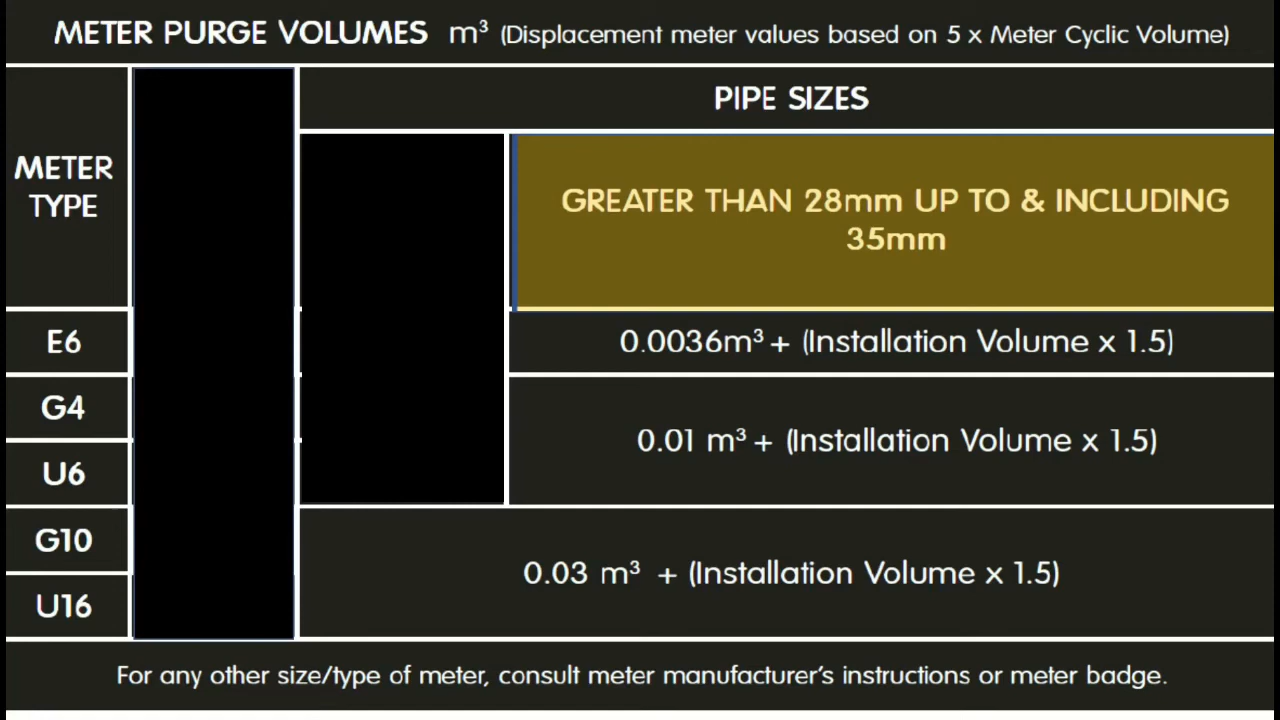 METER PURGE VOLUMES m³ (Displacement meter values based on 5 x Meter Cyclic Volume)
METER
TYPE
PIPE SIZES
GREATER THAN 28mm UP TO & INCLUDING
35mm
E6
0.0036m³ + (Installation Volume x 1.5)
G4
0.01 m³ + (Installation Volume x 1.5)
U6
G10
0.03 m³ + (Installation Volume x 1.5)
U16
For any other size/type of meter, consult meter manufacturer's instructions or meter badge.